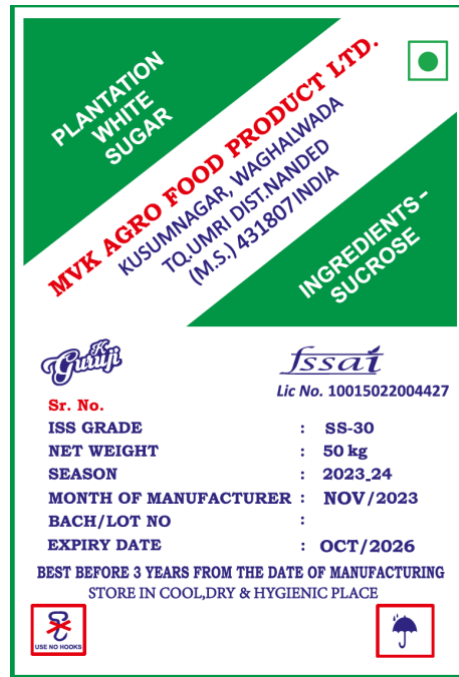 PLANTATION
WHITE
SUGAR
MVK AGRO FOOD PRODUCT LTD.
KUSUMNAGAR, WAGHALWADA
TQ.UMRI DIST.NANDED
(M.S.) 431807 INDIA
INGREDIENTS -
SUCROSE
K
Guruji
fssai
Lic No. 10015022004427
Sr. No.
ISS GRADE : SS-30
NET WEIGHT : 50 kg
SEASON : 2023_24
MONTH OF MANUFACTURER : NOV/2023
BACH/LOT NO :
EXPIRY DATE : OCT/2026
BEST BEFORE 3 YEARS FROM THE DATE OF MANUFACTURING
STORE IN COOL,DRY & HYGIENIC PLACE
USE NO HOOKS